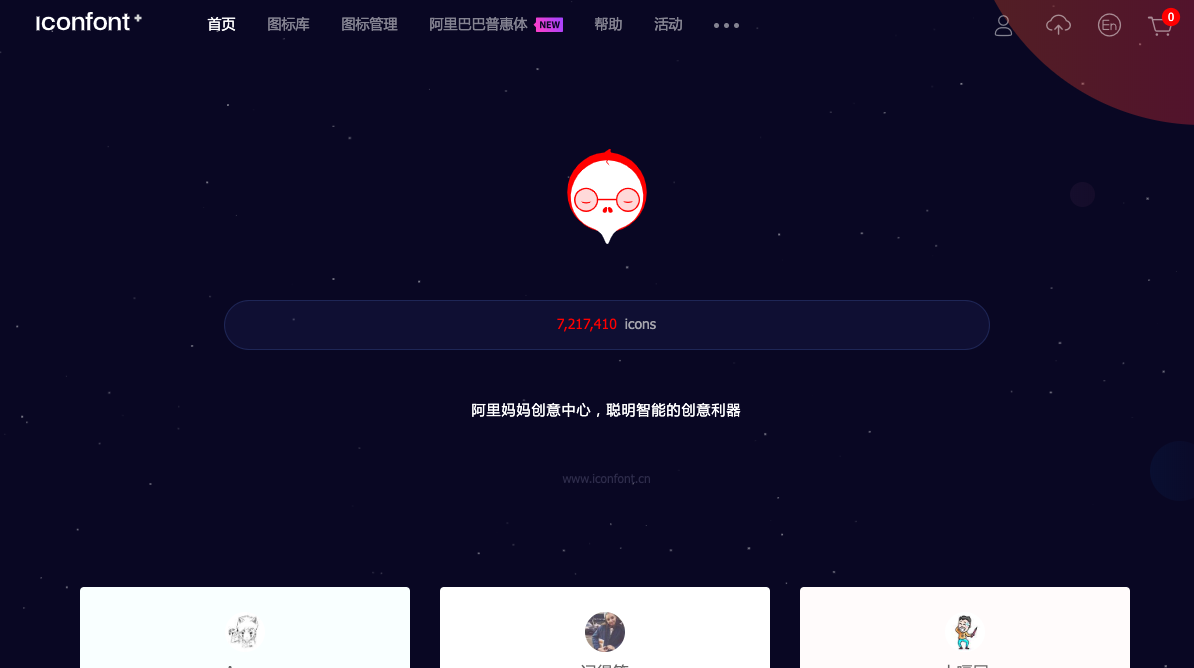 iconfont+
首页 图标库 图标管理 阿里巴巴普惠体 NEW 帮助 活动
En 0
7,217,410 icons
阿里妈妈创意中心，聪明智能的创意利器
www.iconfont.cn